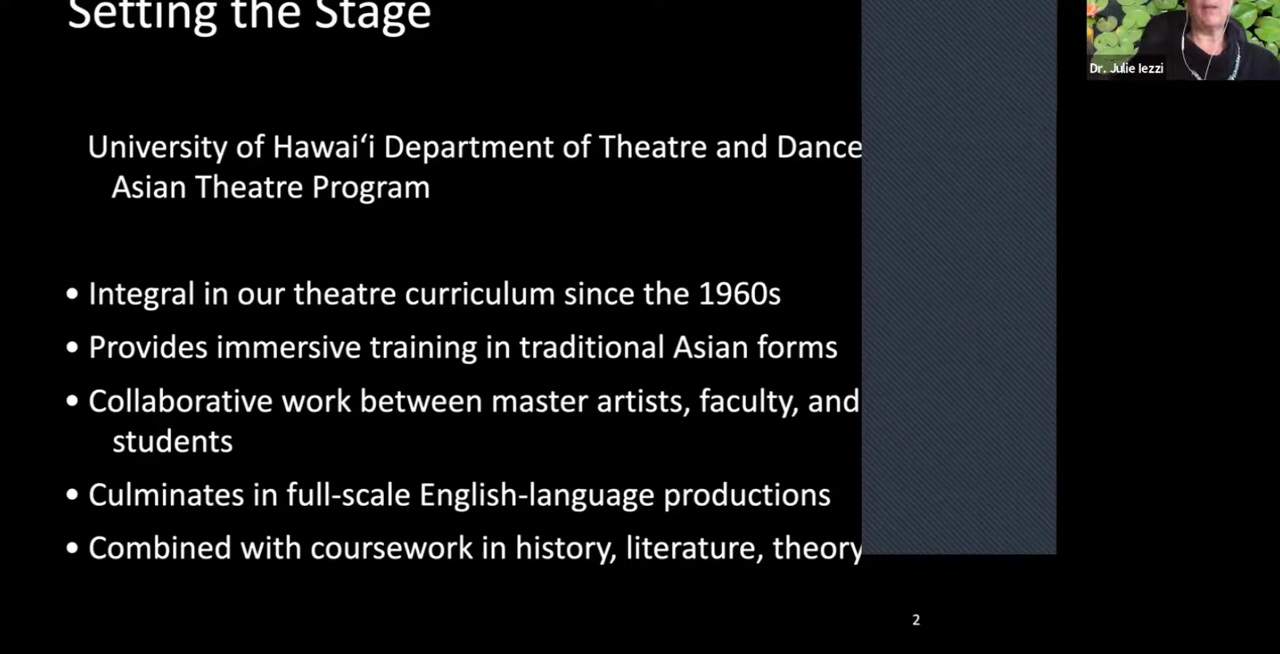 Setting the Stage
Dr. Julie Iezzi
University of Hawaiʻi Department of Theatre and Dance
Asian Theatre Program
• Integral in our theatre curriculum since the 1960s
• Provides immersive training in traditional Asian forms
• Collaborative work between master artists, faculty, and
students
• Culminates in full-scale English-language productions
• Combined with coursework in history, literature, theory
2